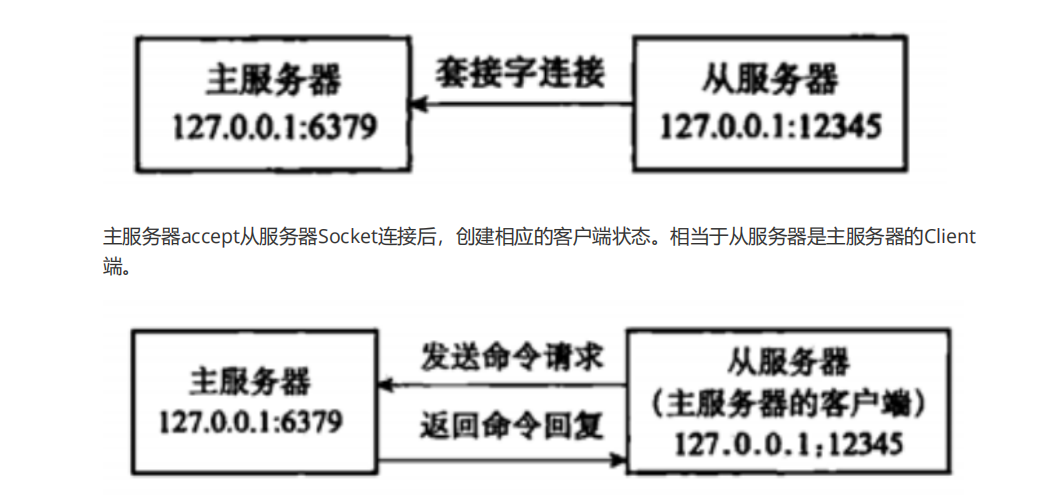 主服务器
127.0.0.1:6379
套接字连接
从服务器
127.0.0.1:12345
主服务器accept从服务器Socket连接后，创建相应的客户端状态。相当于从服务器是主服务器的Client
端。
主服务器
127.0.0.1:6379
发送命令请求
返回命令回复
从服务器
（主服务器的客户端）
127.0.0.1:12345